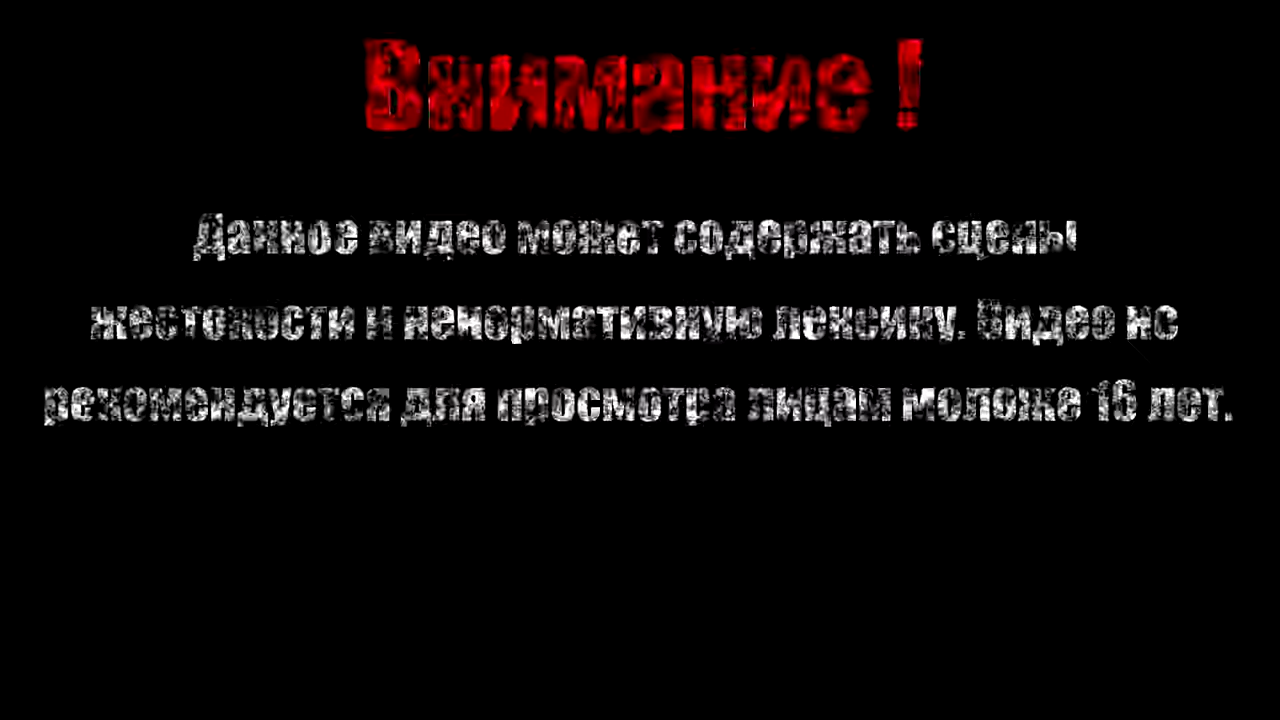 Внимание !
Данное видео может содержать сцены
жестокости и ненормативную лексику. Видео не
рекомендуется для просмотра лицам моложе 16 лет.